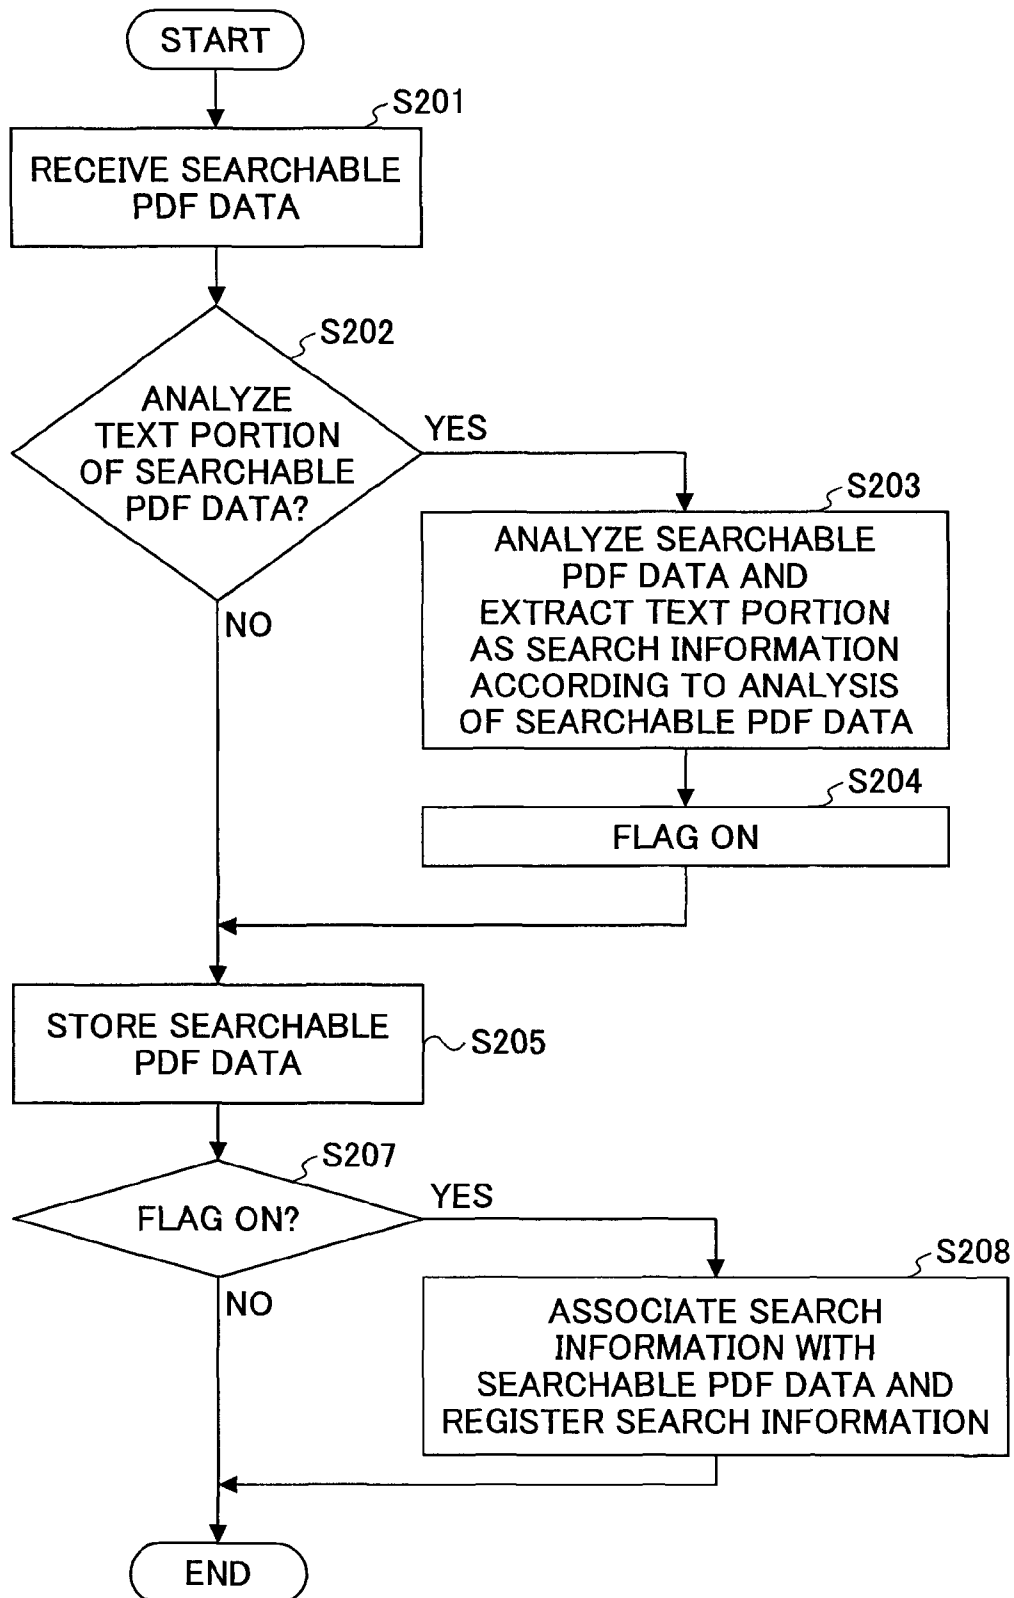 START
S201
RECEIVE SEARCHABLE
PDF DATA
S202
ANALYZE
TEXT PORTION
OF SEARCHABLE
PDF DATA?
YES
NO
S203
ANALYZE SEARCHABLE
PDF DATA AND
EXTRACT TEXT PORTION
AS SEARCH INFORMATION
ACCORDING TO ANALYSIS
OF SEARCHABLE PDF DATA
S204
FLAG ON
STORE SEARCHABLE
PDF DATA
S205
S207
FLAG ON?
YES
NO
S208
ASSOCIATE SEARCH
INFORMATION WITH
SEARCHABLE PDF DATA AND
REGISTER SEARCH INFORMATION
END